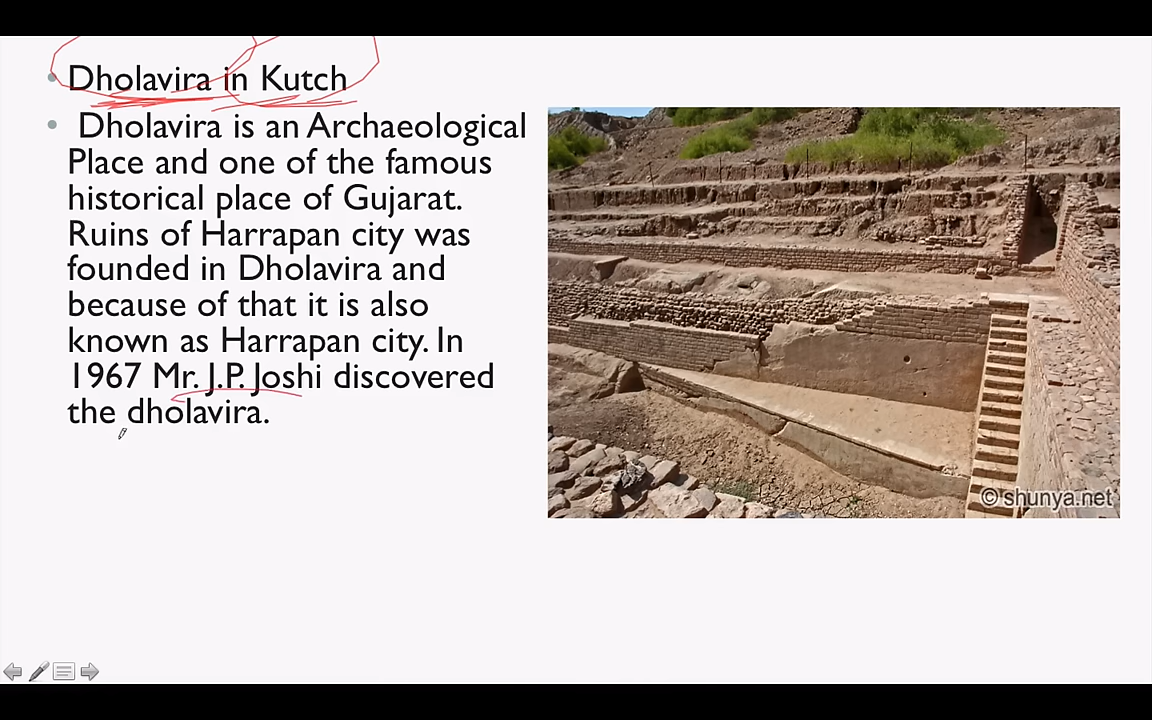 Dholavira in Kutch
Dholavira is an Archaeological
Place and one of the famous
historical place of Gujarat.
Ruins of Harrapan city was
founded in Dholavira and
because of that it is also
known as Harrapan city. In
1967 Mr. J.P. Joshi discovered
the dholavira.
© shunya.net